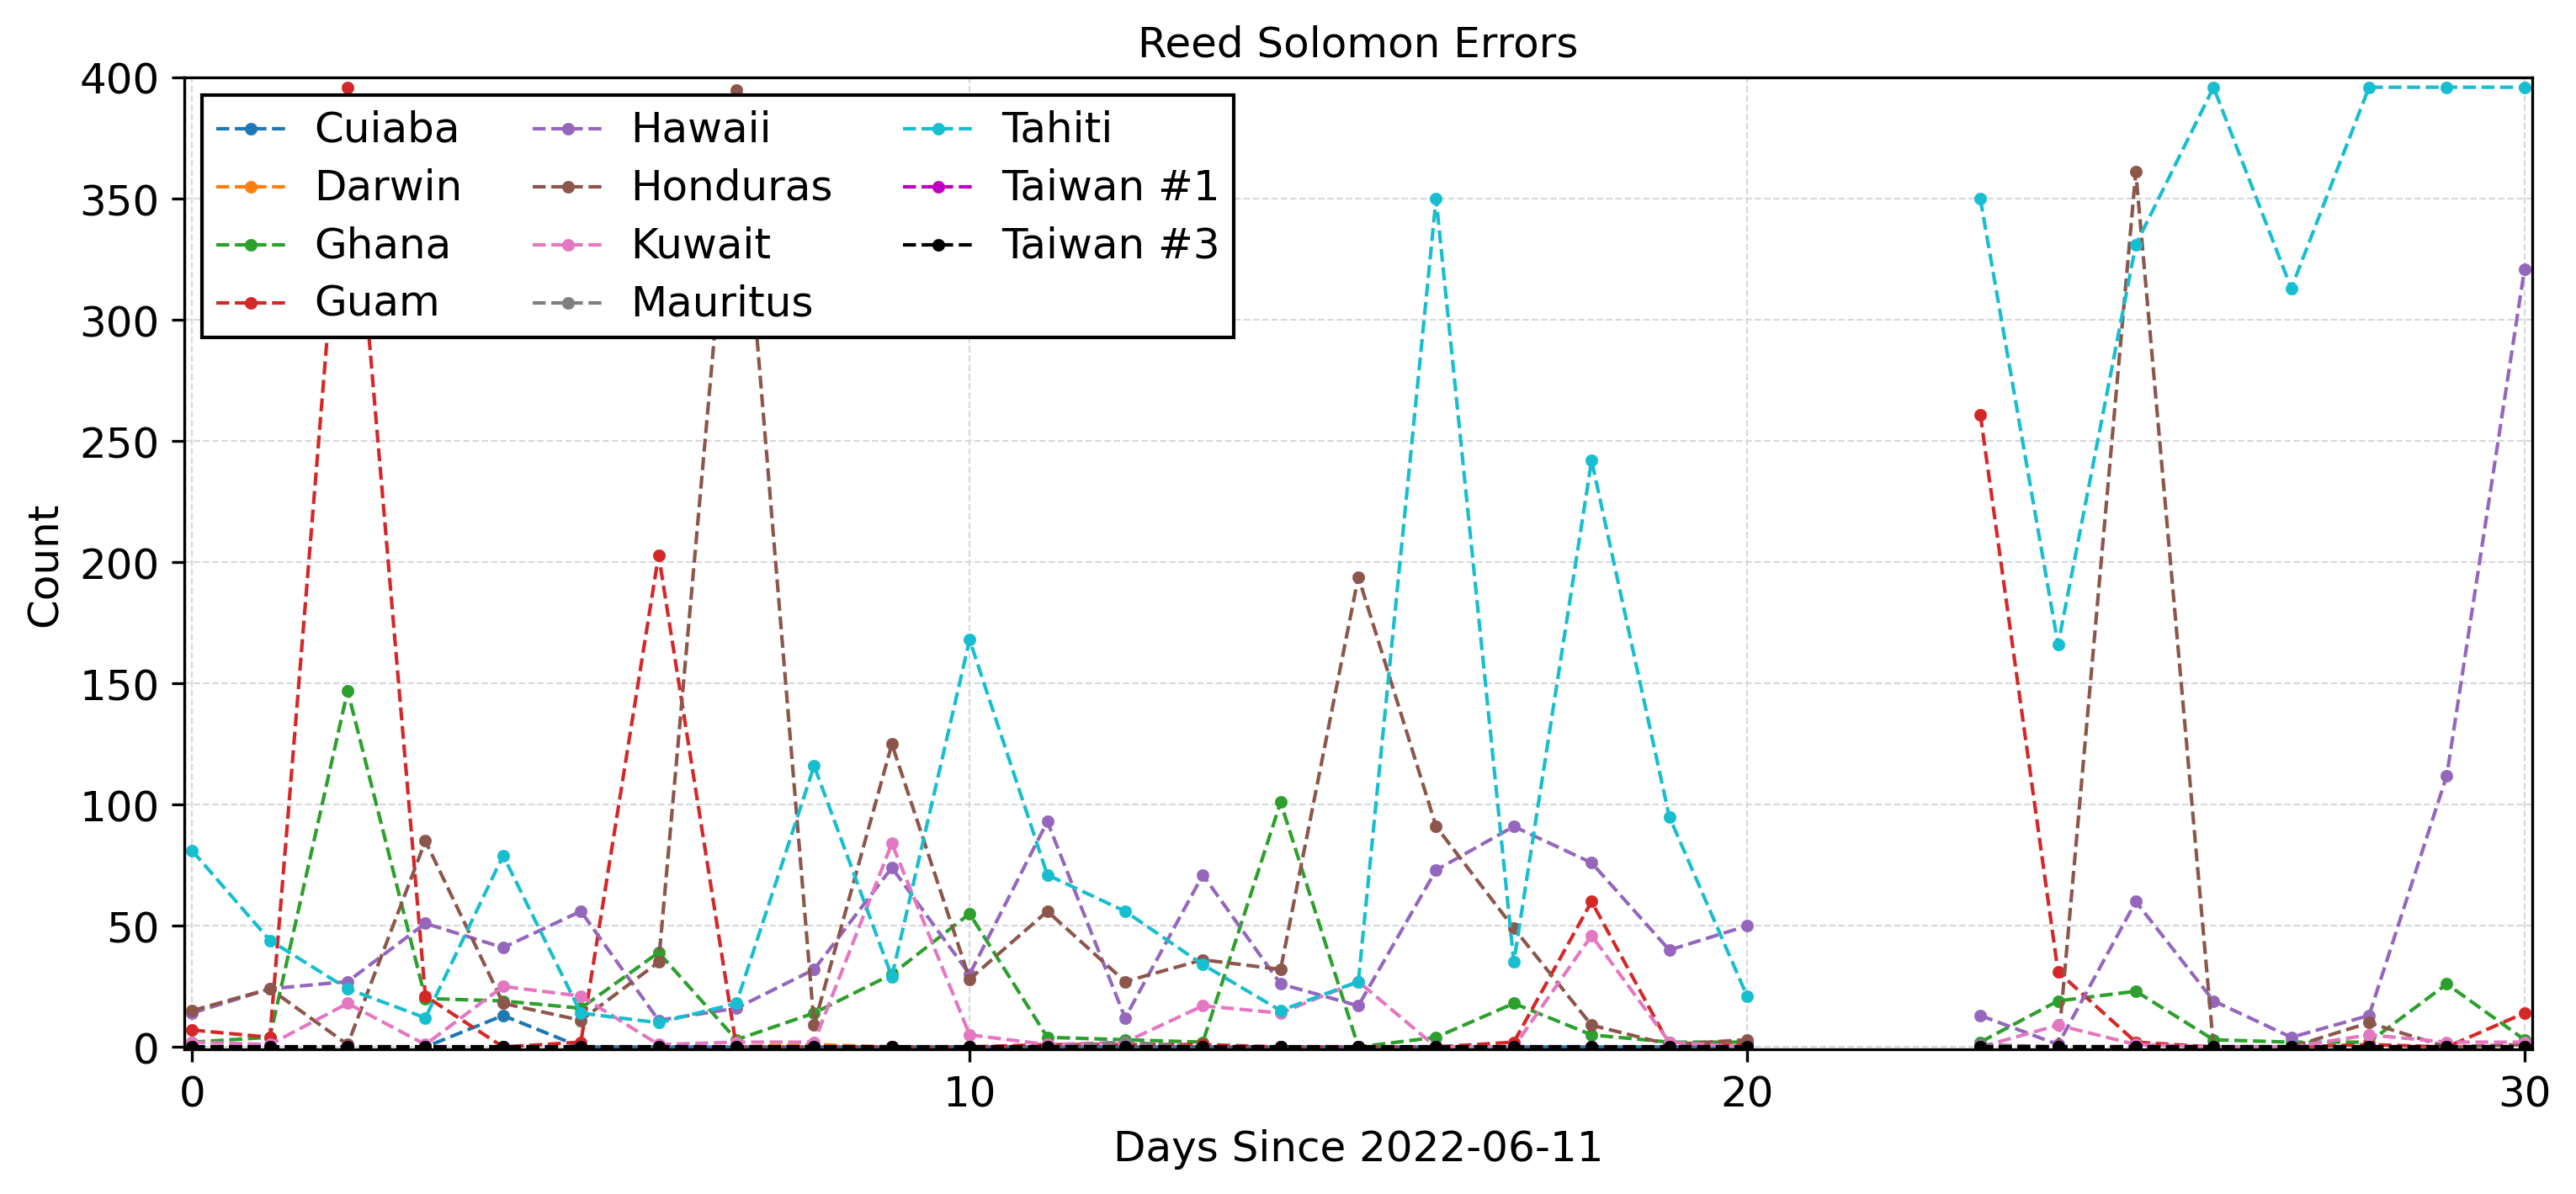 Reed Solomon Errors
400
350
300
250
200
150
100
50
0
Count
Cuiaba
Darwin
Ghana
Guam
Hawaii
Honduras
Kuwait
Mauritus
Tahiti
Taiwan #1
Taiwan #3
0 10 20 30
Days Since 2022-06-11